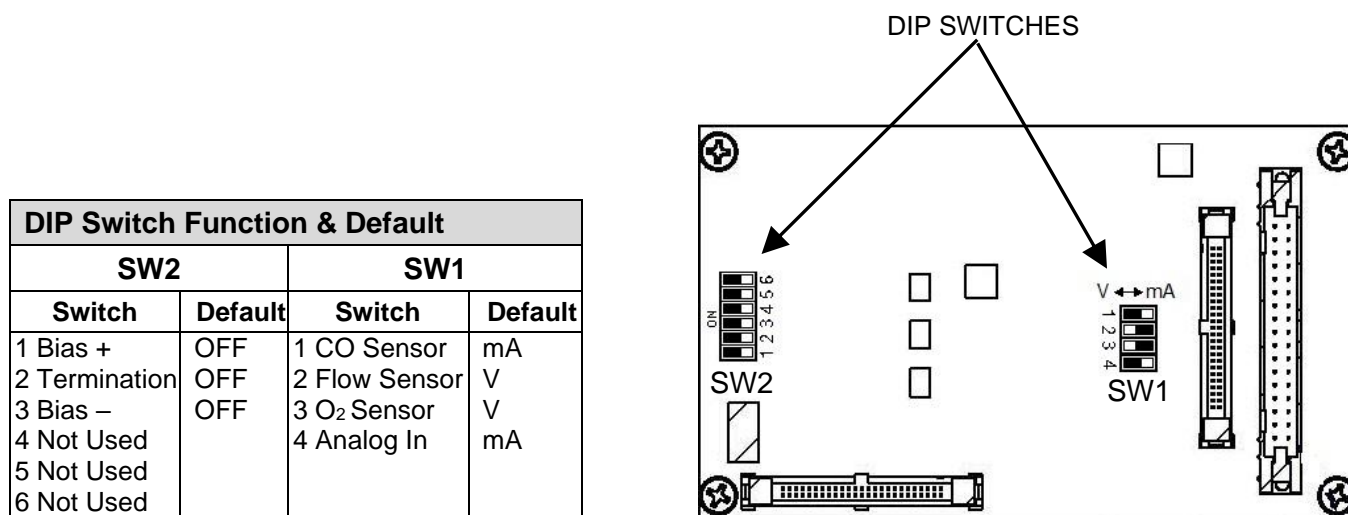 DIP SWITCHES
DIP Switch Function & Default
SW2 SW1
Switch Default Switch Default
1 Bias + OFF 1 CO Sensor mA
2 Termination OFF 2 Flow Sensor V
3 Bias – OFF 3 O₂ Sensor V
4 Not Used 4 Analog In mA
5 Not Used
6 Not Used
ON
1 2 3 4 5 6
SW2
V ↔ mA
1
2
3
4
SW1